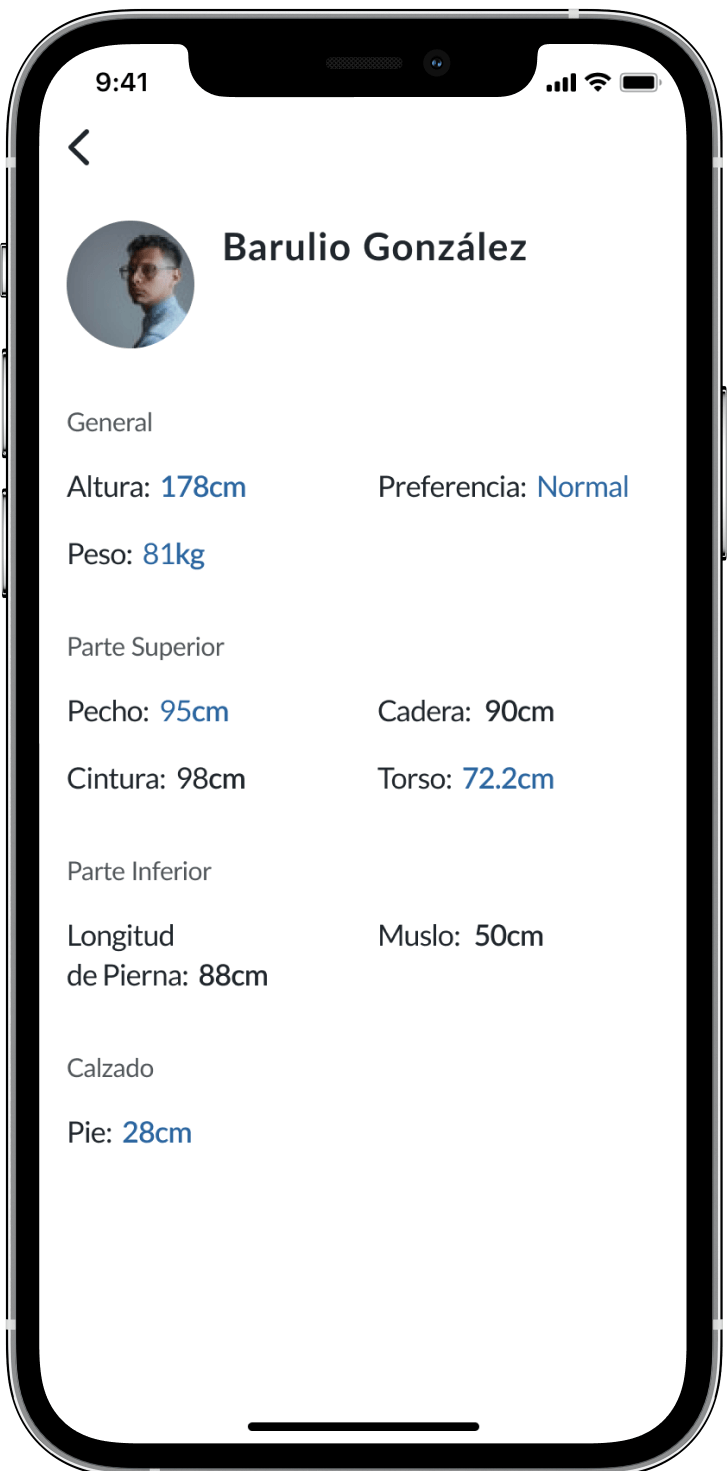 9:41
Barulio González
General
Altura: 178cm Preferencia: Normal
Peso: 81kg
Parte Superior
Pecho: 95cm Cadera: 90cm
Cintura: 98cm Torso: 72.2cm
Parte Inferior
Longitud
de Pierna: 88cm Muslo: 50cm
Calzado
Pie: 28cm